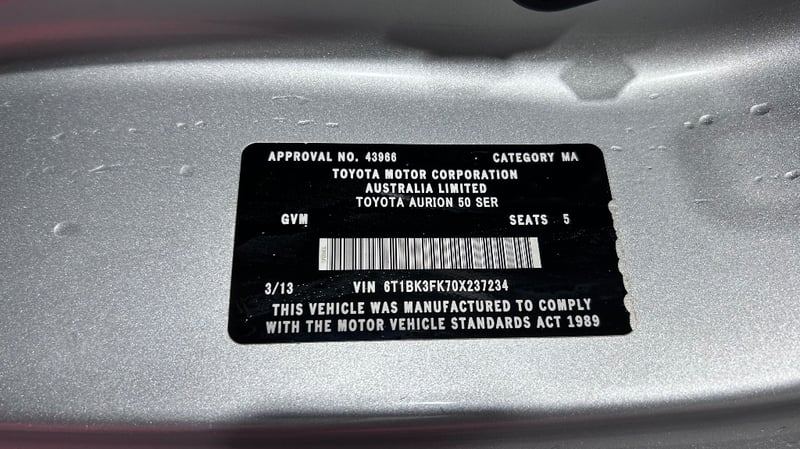 APPROVAL NO. 43966 CATEGORY MA
TOYOTA MOTOR CORPORATION
AUSTRALIA LIMITED
TOYOTA AURION 50 SER
GVM SEATS 5
3/13 VIN 6T1BK3FK70X237234
THIS VEHICLE WAS MANUFACTURED TO COMPLY
WITH THE MOTOR VEHICLE STANDARDS ACT 1989